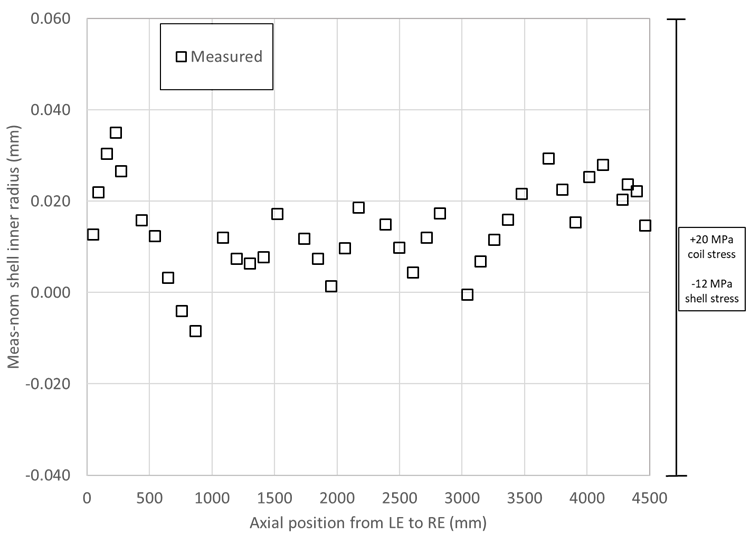 0.060
0.040
0.020
0.000
-0.020
-0.040
Meas-nom shell inner radius (mm)
Measured
0 500 1000 1500 2000 2500 3000 3500 4000 4500
Axial position from LE to RE (mm)
+20 MPa
coil stress
-12 MPa
shell stress